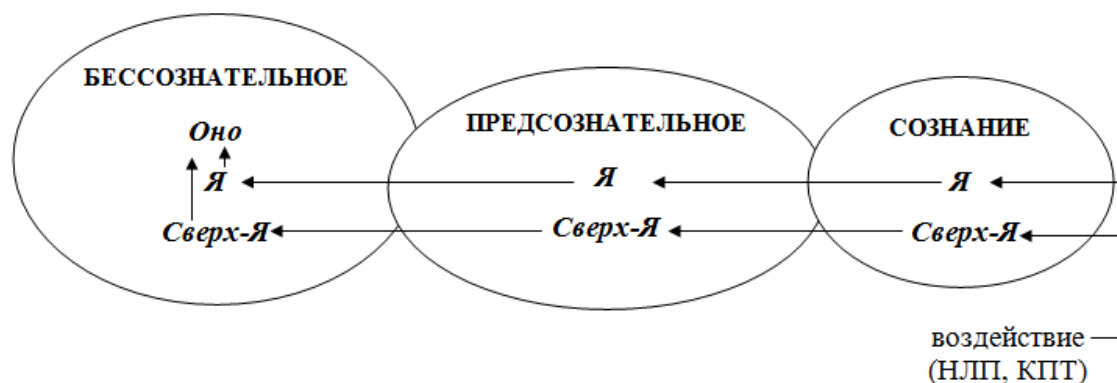 БЕССОЗНАТЕЛЬНОЕ
Оно
Я
Сверх-Я
ПРЕДСОЗНАТЕЛЬНОЕ
Я
Сверх-Я
СОЗНАНИЕ
Я
Сверх-Я
воздействие
(НЛП, КПТ)